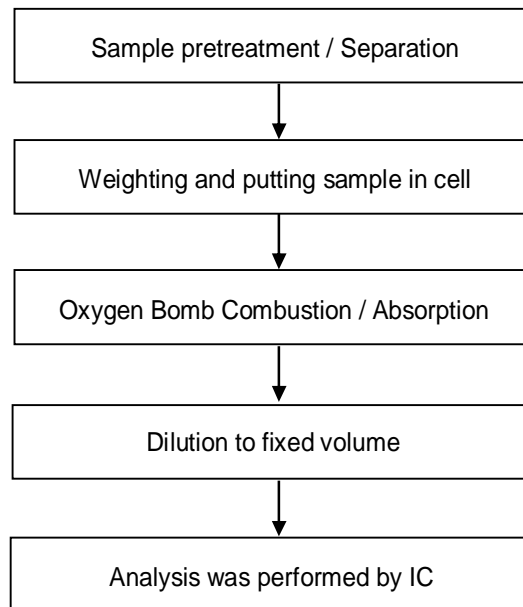 Sample pretreatment / Separation
Weighting and putting sample in cell
Oxygen Bomb Combustion / Absorption
Dilution to fixed volume
Analysis was performed by IC